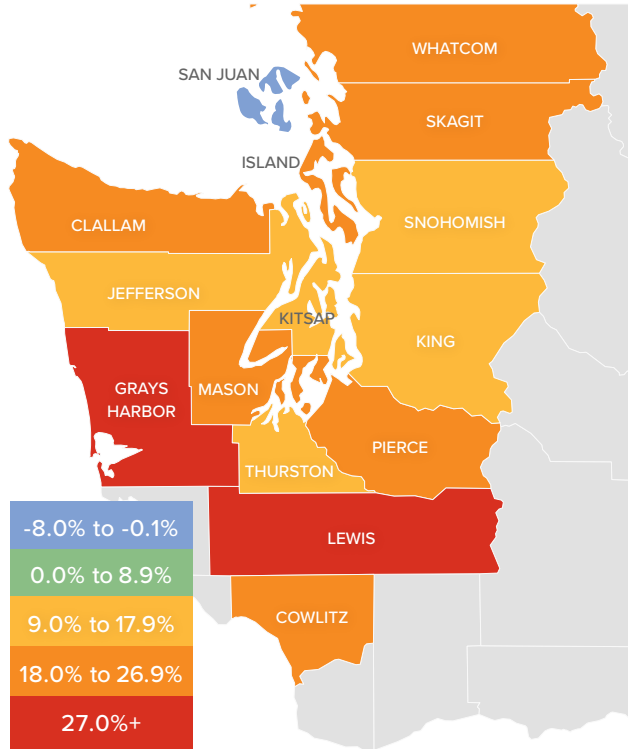 WHATCOM
SAN JUAN
SKAGIT
ISLAND
SNOHOMISH
CLALLAM
JEFFERSON
KITSAP
KING
GRAYS
HARBOR
MASON
PIERCE
THURSTON
LEWIS
COWLITZ
-8.0% to -0.1%
0.0% to 8.9%
9.0% to 17.9%
18.0% to 26.9%
27.0%+